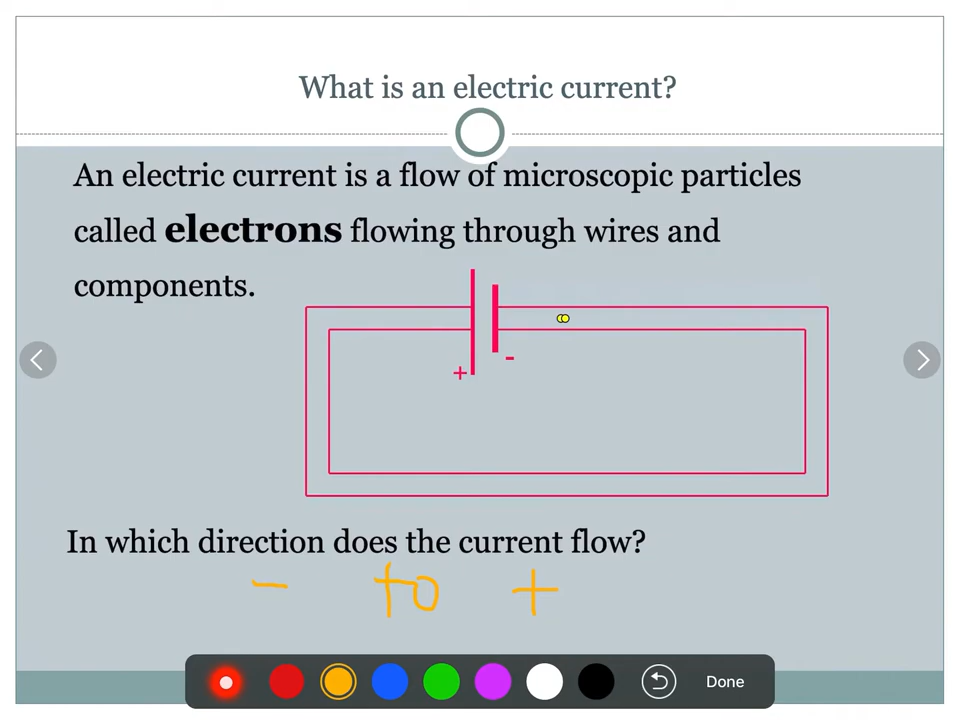 What is an electric current?
An electric current is a flow of microscopic particles
called electrons flowing through wires and
components.
+ -
In which direction does the current flow?
- to +
Done